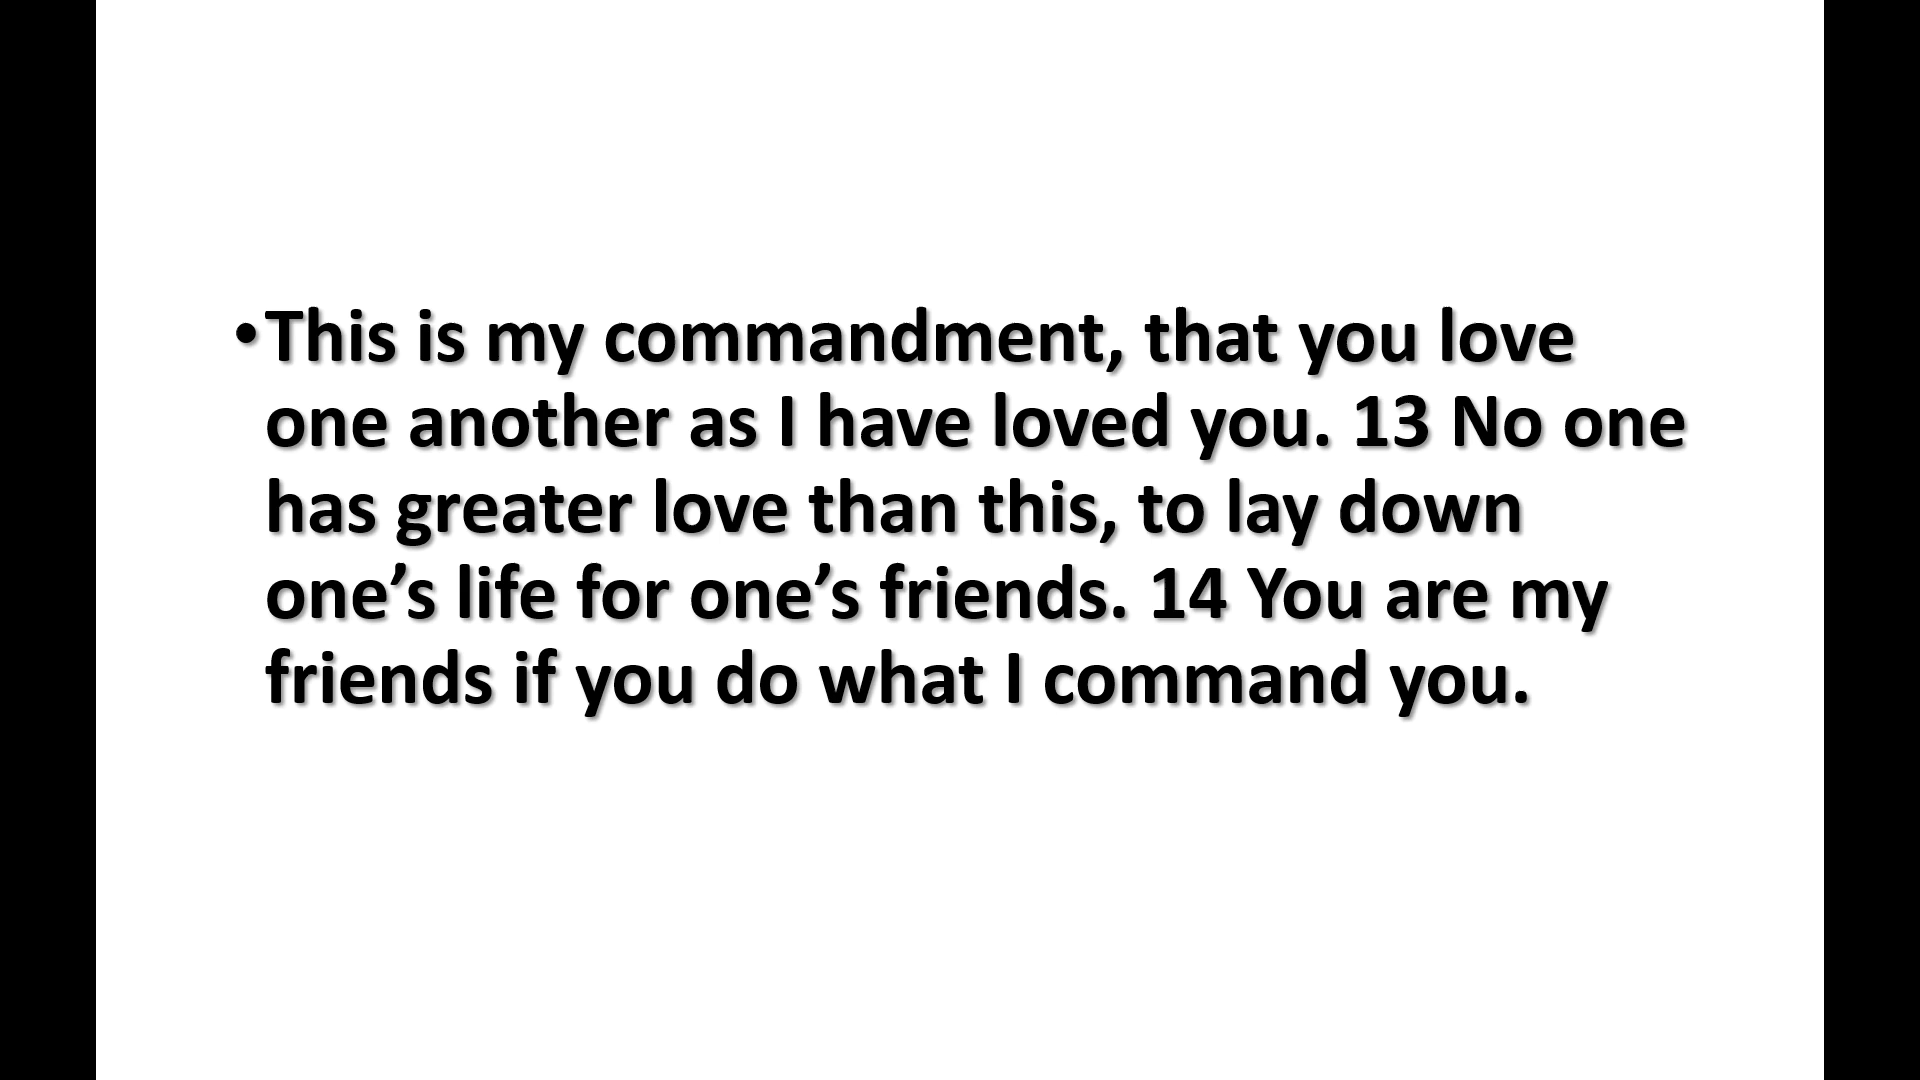 •This is my commandment, that you love
one another as I have loved you. 13 No one
has greater love than this, to lay down
one’s life for one’s friends. 14 You are my
friends if you do what I command you.